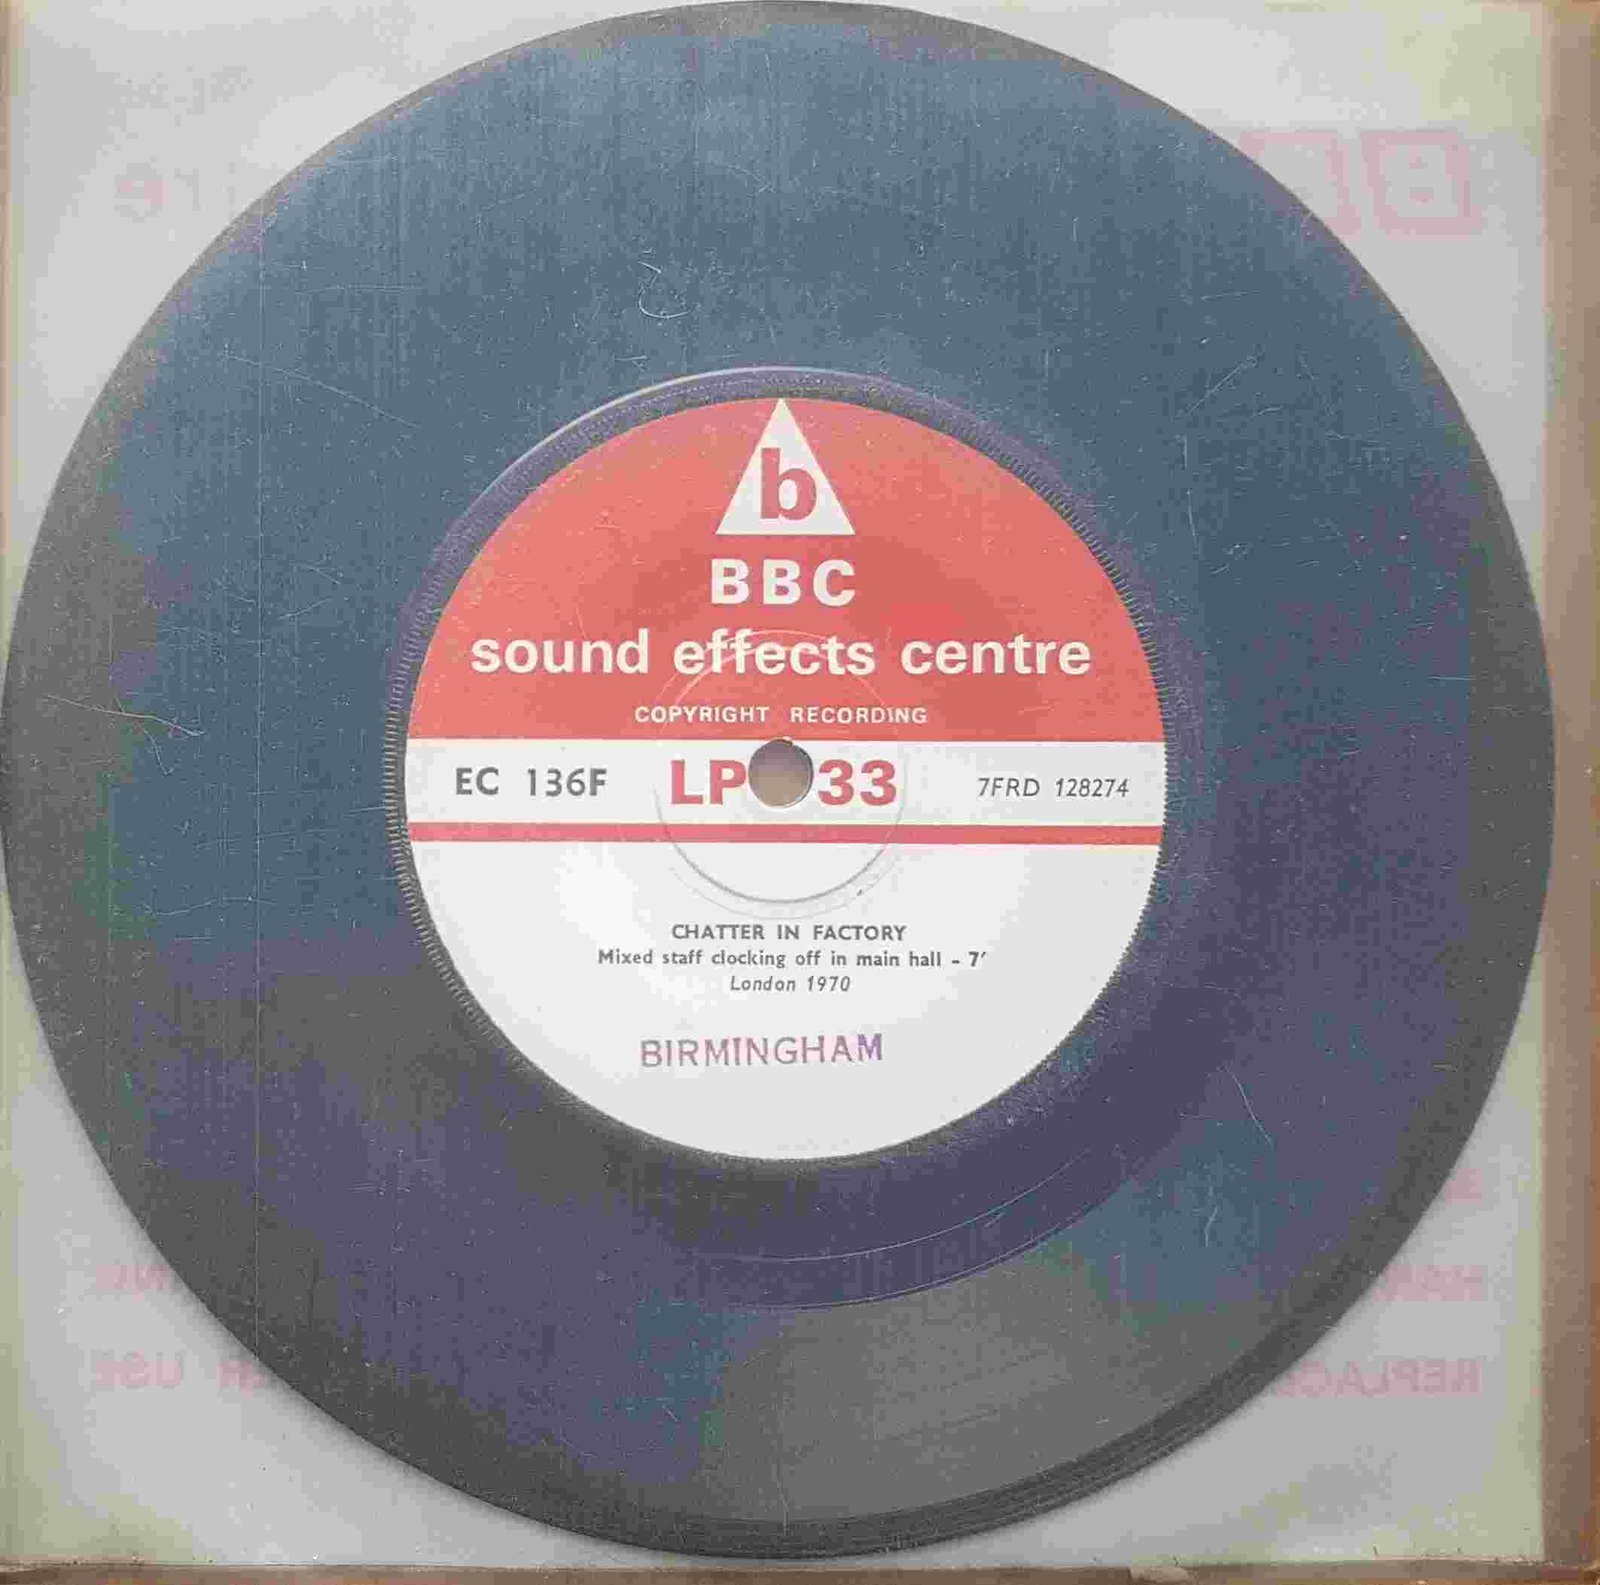 b
BBC
sound effects centre
COPYRIGHT RECORDING
EC 136F LP 33 7FRD 128274
CHATTER IN FACTORY
Mixed staff clocking off in main hall - 7′
London 1970
BIRMINGHAM
USE